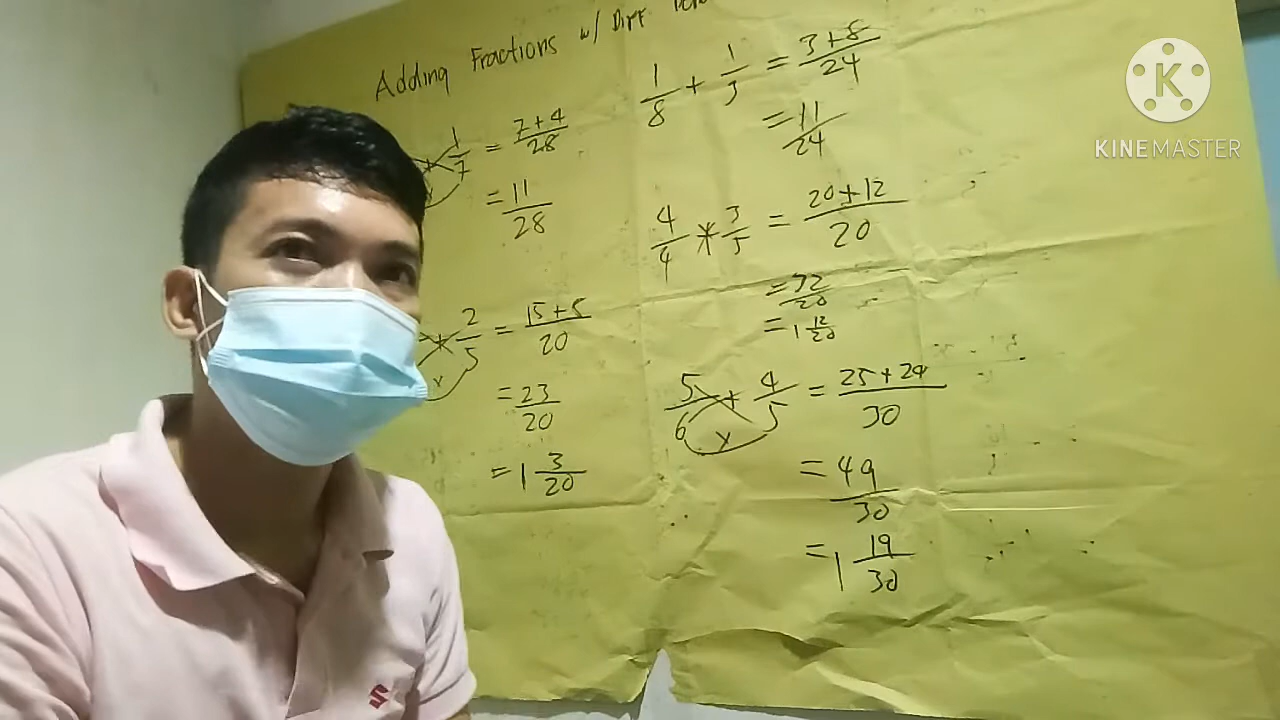 Adding Fractions w/ Diff
1/7 = 7+4/28
= 11/28
2/5 = 15+5/20
= 23/20
= 1 3/20
1/8 + 1/3 = 3+8/24
= 11/24
4/4 * 3/5 = 20+12/20
= 32/20
= 1 12/20
5/6 + 4/5 = 25+24/30
x
= 49/30
= 1 19/30
K
KINEMASTER